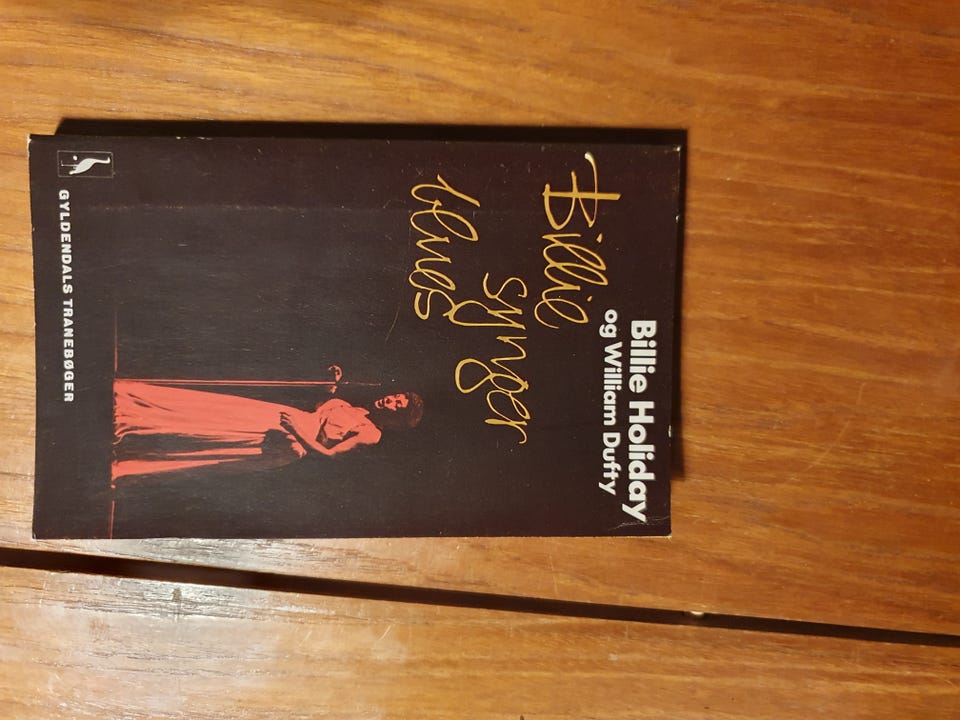 Billie Holiday
og William Dufty
Billie
synger
blues
GYLDENDALS TRANEBØGER